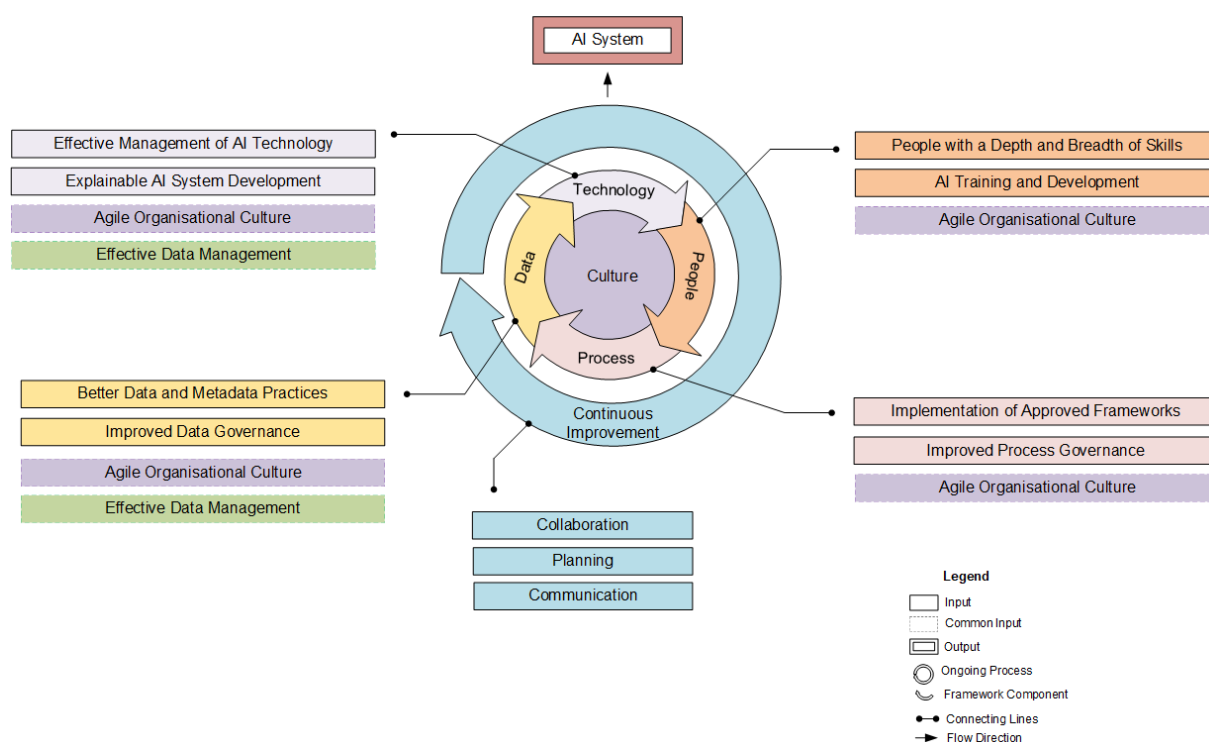 AI System
Effective Management of AI Technology
Explainable AI System Development
Agile Organisational Culture
Effective Data Management
People with a Depth and Breadth of Skills
AI Training and Development
Agile Organisational Culture
Technology
People
Process
Data
Culture
Continuous
Improvement
Better Data and Metadata Practices
Improved Data Governance
Agile Organisational Culture
Effective Data Management
Implementation of Approved Frameworks
Improved Process Governance
Agile Organisational Culture
Collaboration
Planning
Communication
Legend
Input
Common Input
Output
Ongoing Process
Framework Component
Connecting Lines
Flow Direction